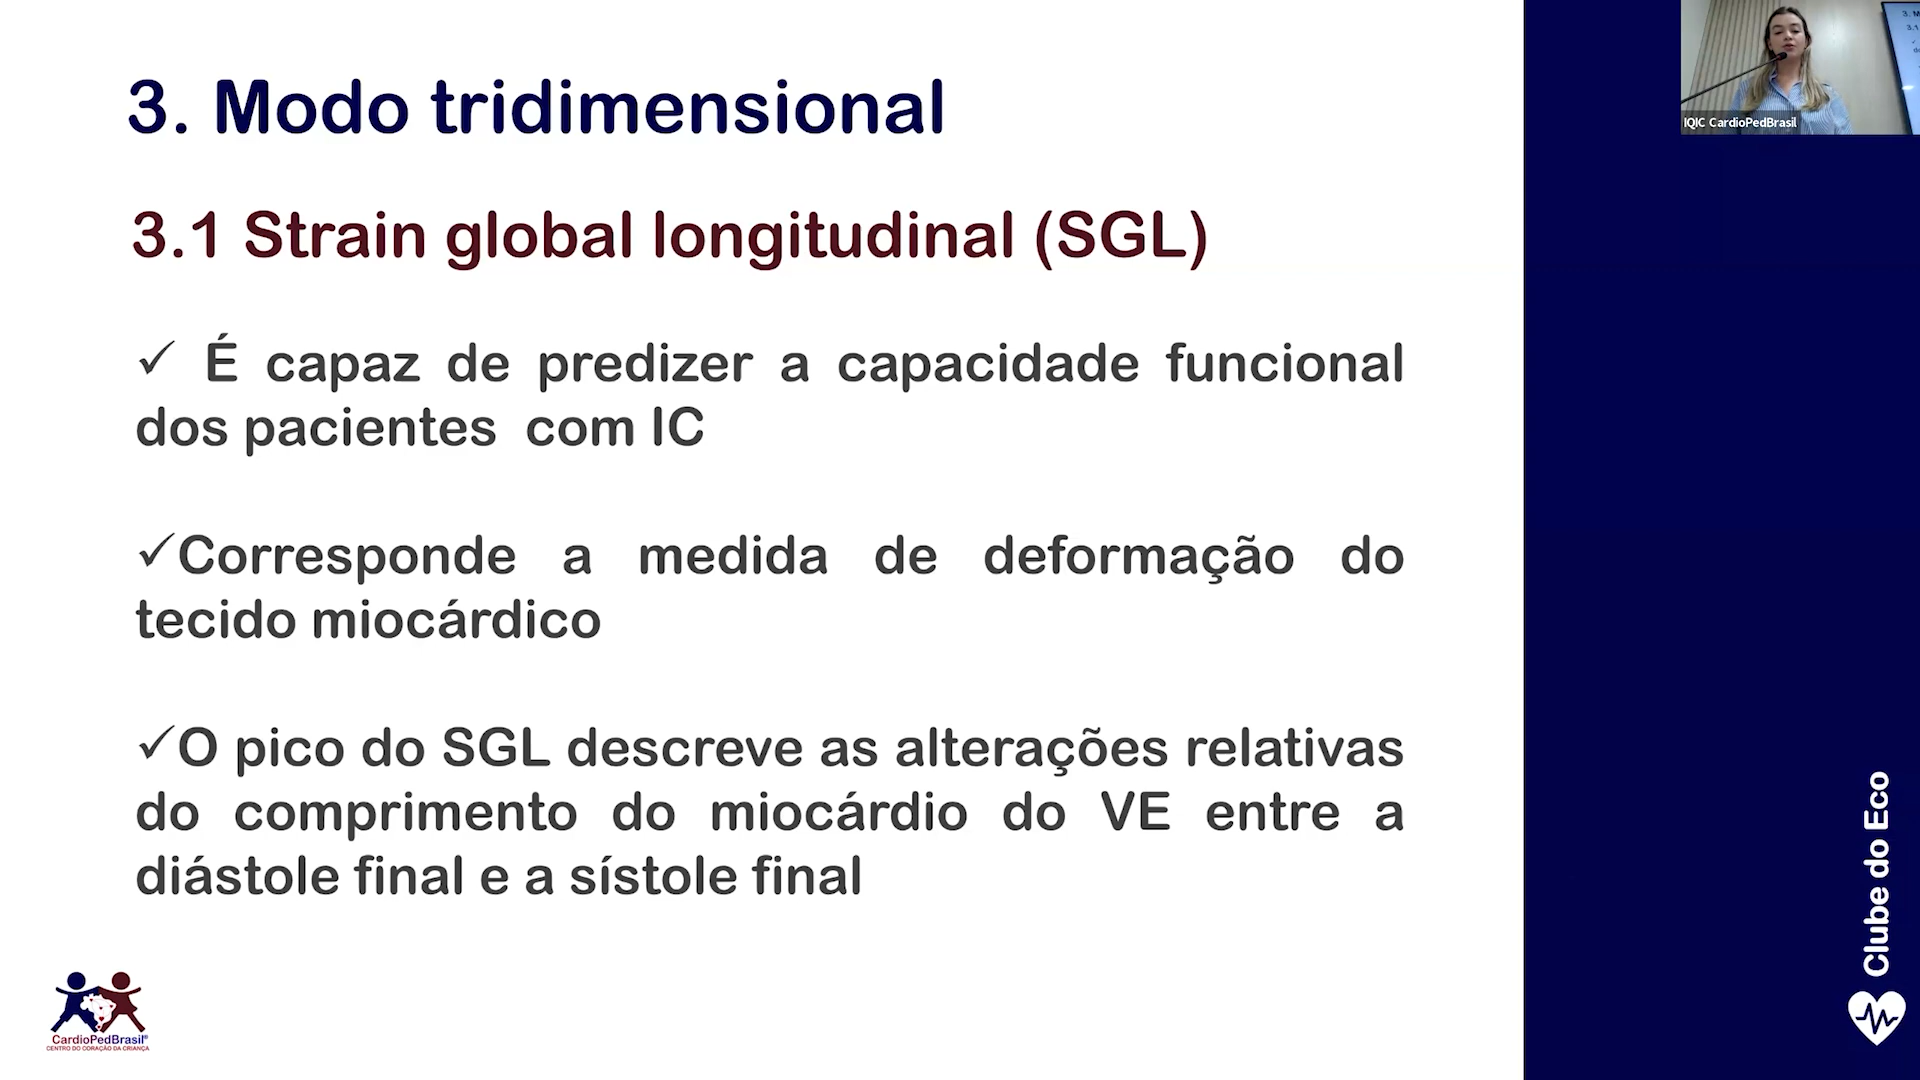 3. Modo tridimensional
3.1 Strain global longitudinal (SGL)
✓ É capaz de predizer a capacidade funcional
dos pacientes com IC
✓Corresponde a medida de deformação do
tecido miocárdico
✓O pico do SGL descreve as alterações relativas
do comprimento do miocárdio do VE entre a
diástole final e a sístole final
IQIC CardioPedBrasil
Clube do Eco
CardioPedBrasil®
CENTRO DO CORAÇÃO DA CRIANÇA